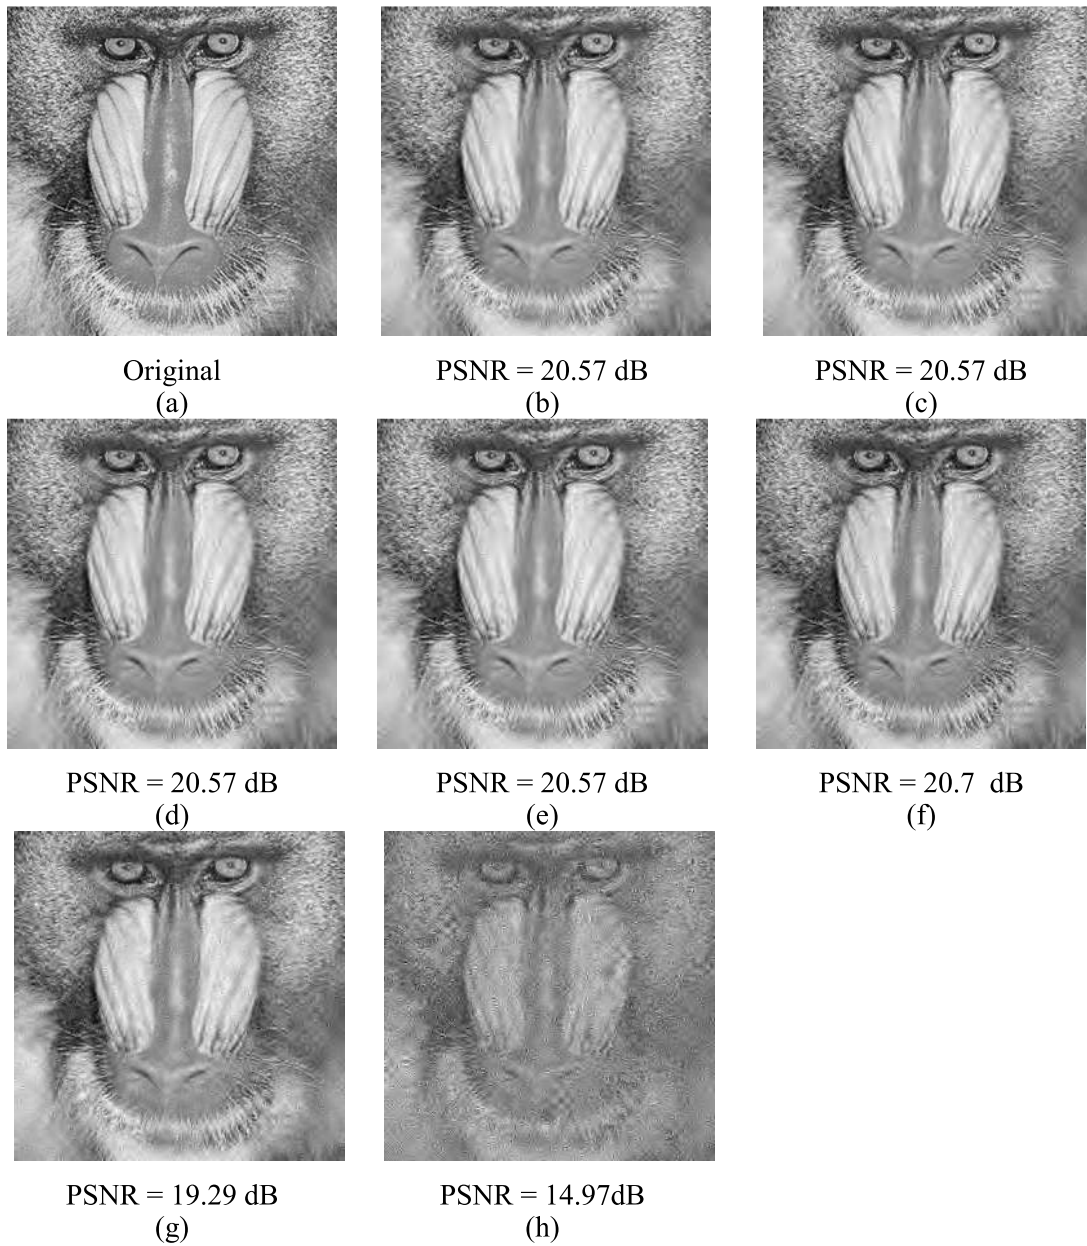 Original
(a)
PSNR = 20.57 dB
(b)
PSNR = 20.57 dB
(c)
PSNR = 20.57 dB
(d)
PSNR = 20.57 dB
(e)
PSNR = 20.7 dB
(f)
PSNR = 19.29 dB
(g)
PSNR = 14.97dB
(h)